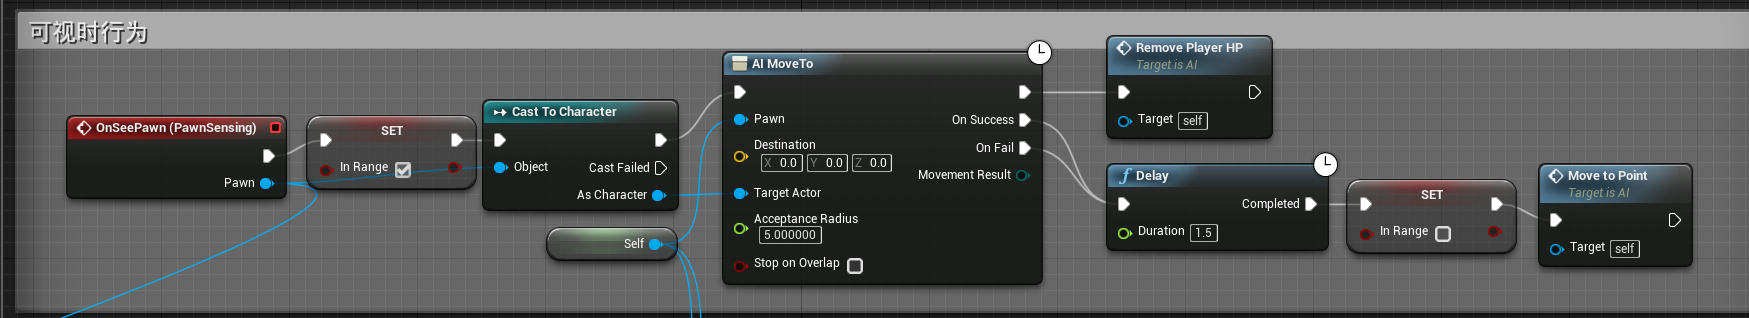 可视时行为
OnSeePawn (PawnSensing)
Pawn
SET
In Range
Cast To Character
Object
Cast Failed
As Character
Self
AI MoveTo
Pawn
Destination
X 0.0 Y 0.0 Z 0.0
Target Actor
Acceptance Radius
5.000000
Stop on Overlap
On Success
On Fail
Movement Result
Remove Player HP
Target is AI
Target self
Delay
Completed
Duration 1.5
SET
In Range
Move to Point
Target is AI
Target self